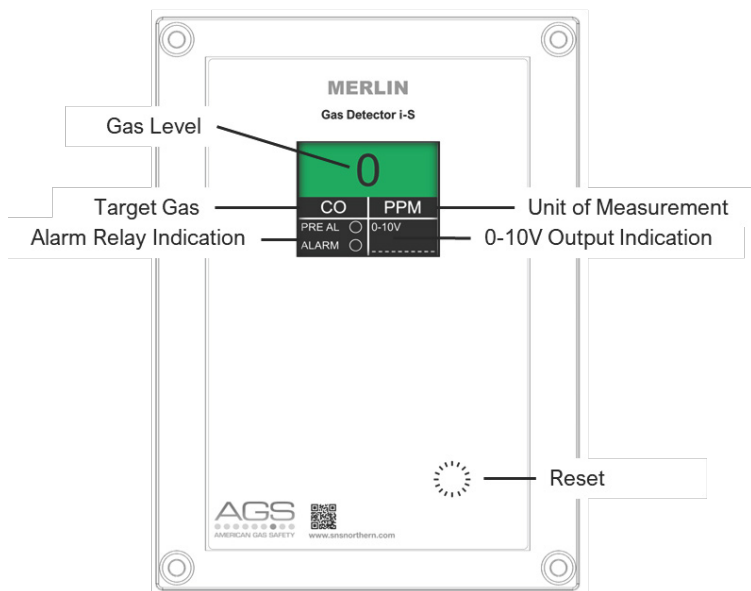 MERLIN
Gas Detector i-S
Gas Level
0
Target Gas
CO
PPM
Unit of Measurement
Alarm Relay Indication
PRE AL
0-10V
0-10V Output Indication
ALARM
Reset
AGS
AMERICAN GAS SAFETY
www.snsnorthern.com